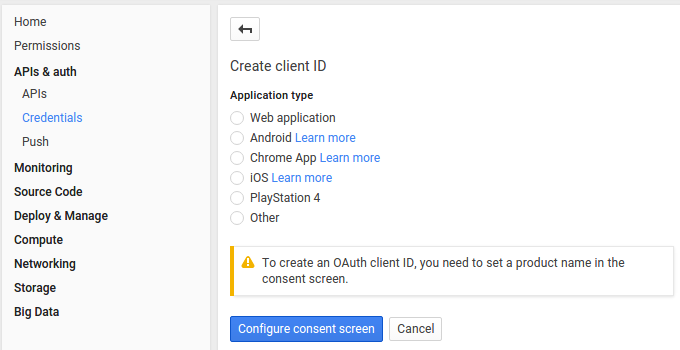 Home
Permissions
APIs & auth
APIs
Credentials
Push
Monitoring
Source Code
Deploy & Manage
Compute
Networking
Storage
Big Data
Create client ID
Application type
Web application
Android Learn more
Chrome App Learn more
iOS Learn more
PlayStation 4
Other
To create an OAuth client ID, you need to set a product name in the
consent screen.
Configure consent screen
Cancel